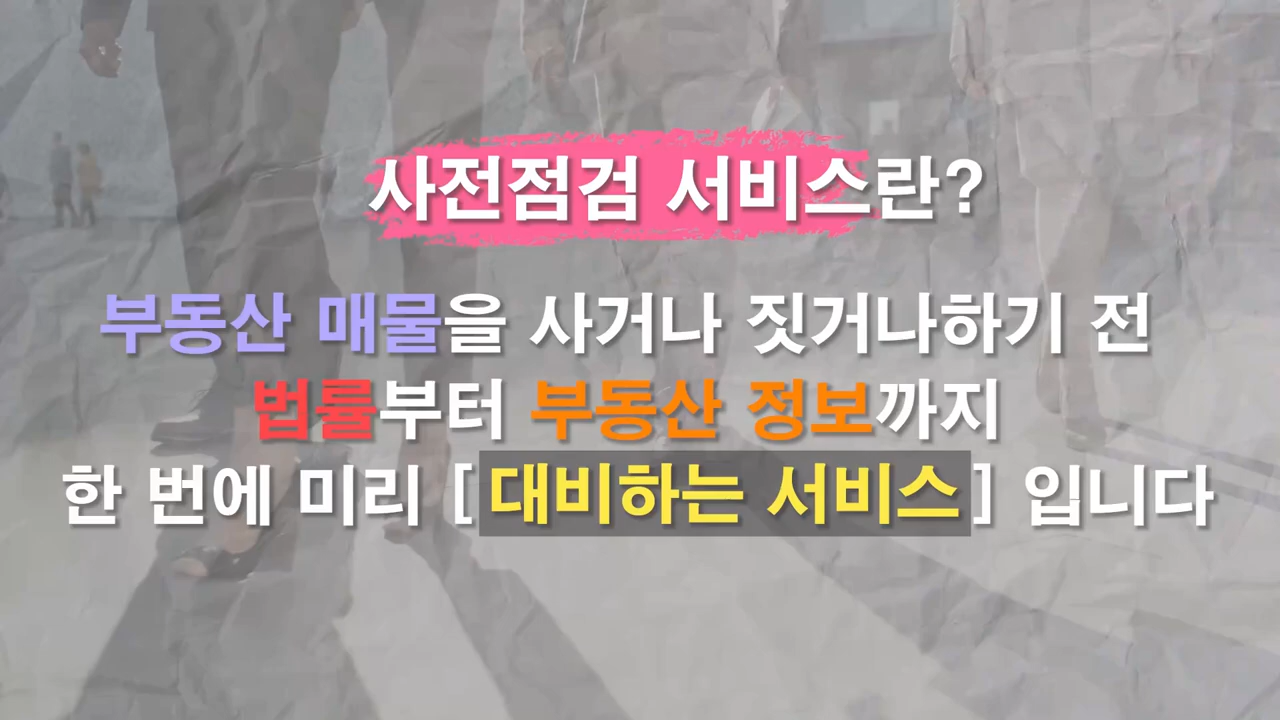 사전점검 서비스란?
부동산 매물을 사거나 짓거나하기 전
법률부터 부동산 정보까지
한 번에 미리 [대비하는 서비스] 입니다